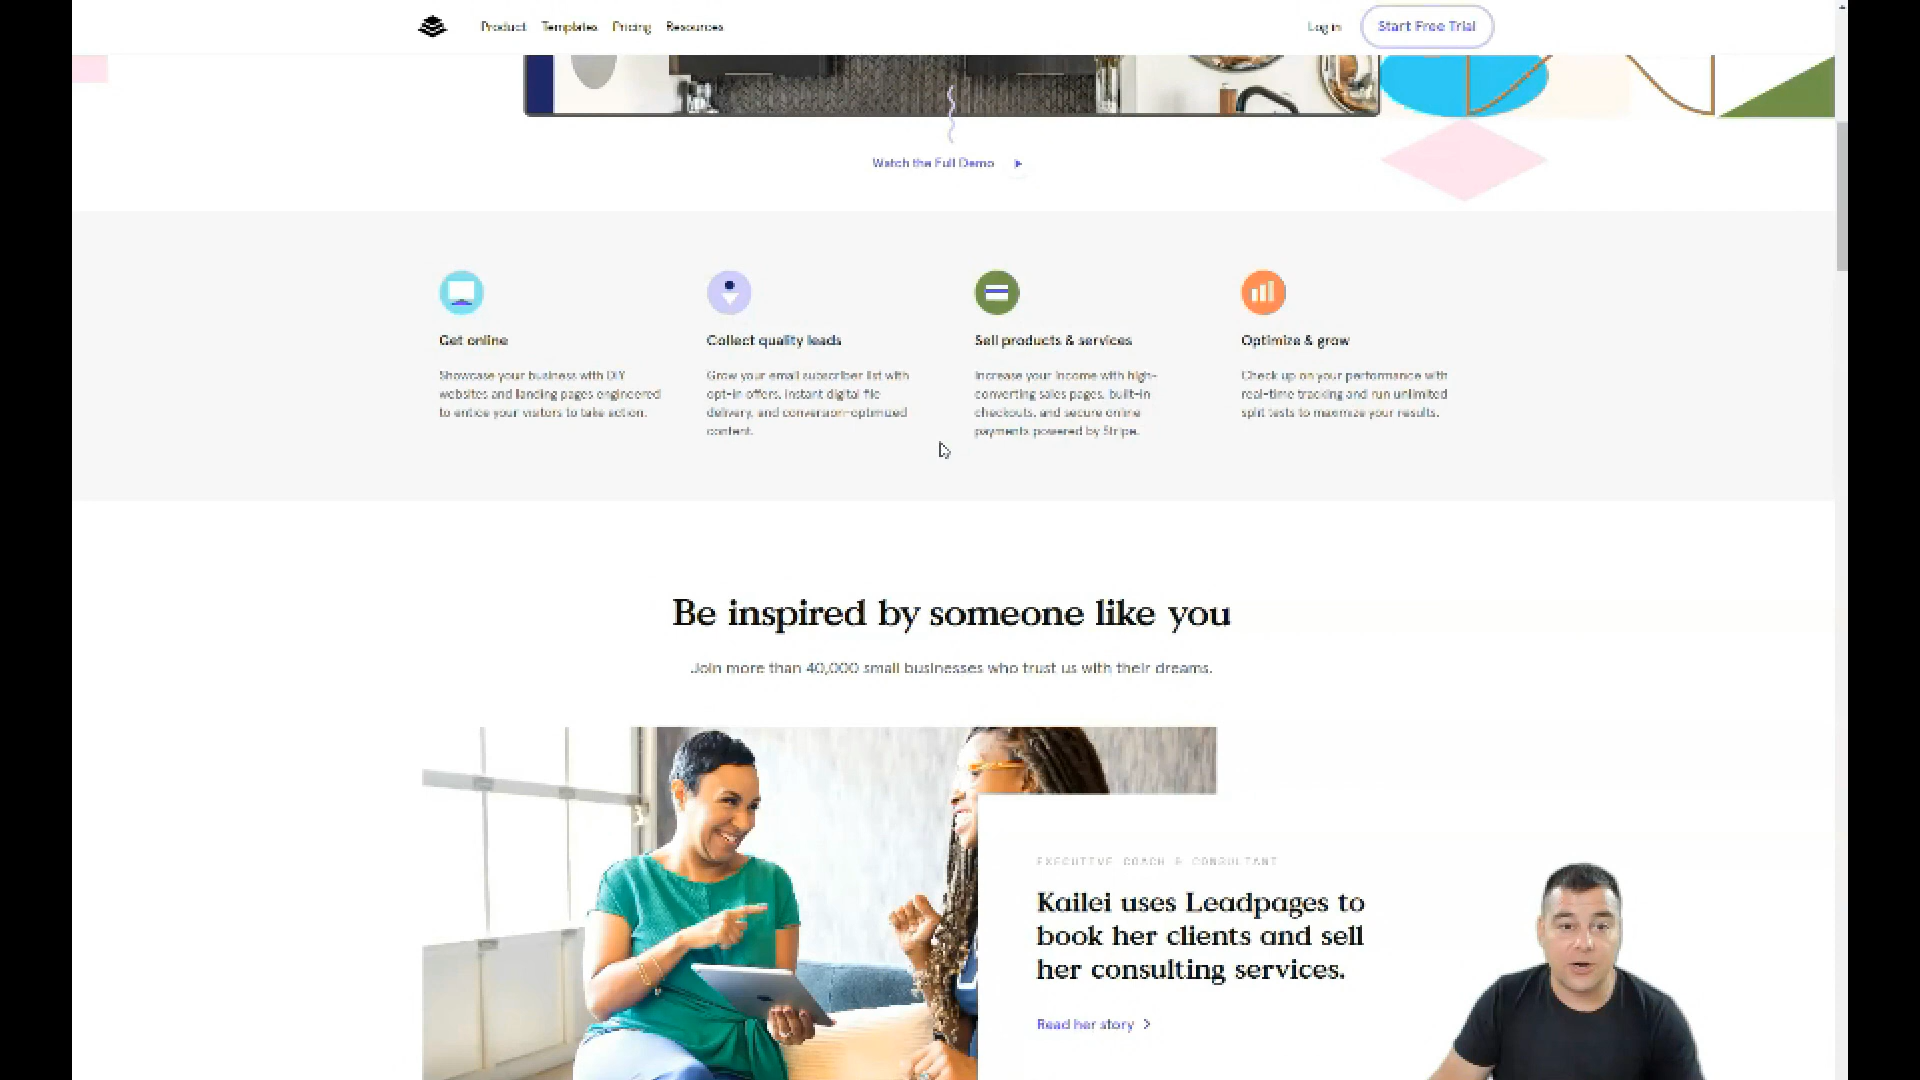 Product Templates Pricing Resources Log in Start Free Trial
Watch the Full Demo
Get online
Showcase your business with DIY
websites and landing pages engineered
to entice your visitors to take action.
Collect quality leads
Grow your email subscriber list with
opt-in offers, instant digital file
delivery, and conversion-optimized
content.
Sell products & services
Increase your income with high-
converting sales pages, built-in
checkouts, and secure online
payments powered by Stripe.
Optimize & grow
Check up on your performance with
real-time tracking and run unlimited
split tests to maximize your results.
Be inspired by someone like you
Join more than 40,000 small businesses who trust us with their dreams.
EXECUTIVE COACH & CONSULTANT
Kailei uses Leadpages to
book her clients and sell
her consulting services.
Read her story